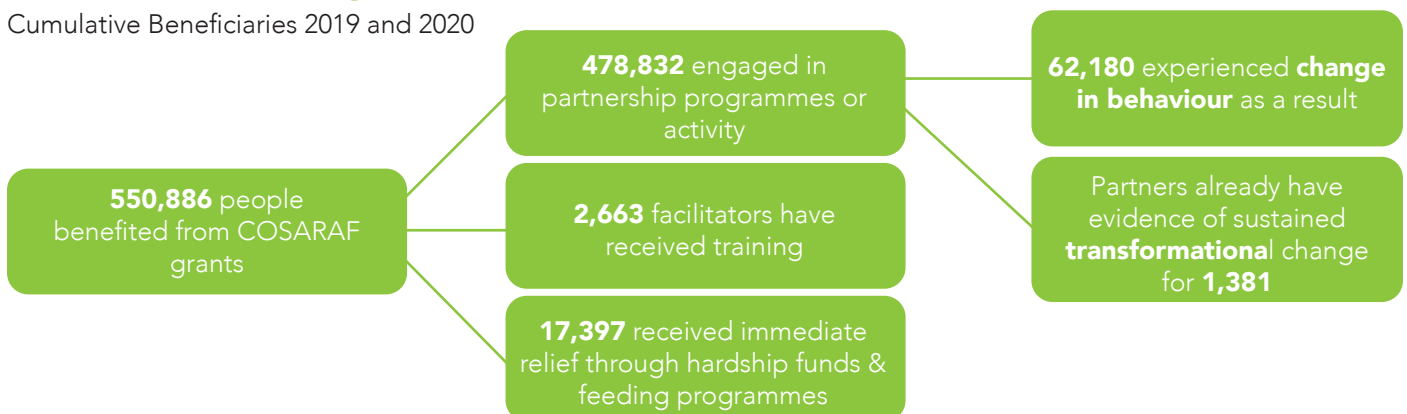 Cumulative Beneficiaries 2019 and 2020
550,886 people
benefited from COSARAF
grants
478,832 engaged in
partnership programmes or
activity
2,663 facilitators have
received training
17,397 received immediate
relief through hardship funds &
feeding programmes
62,180 experienced change
in behaviour as a result
Partners already have
evidence of sustained
transformational change
for 1,381